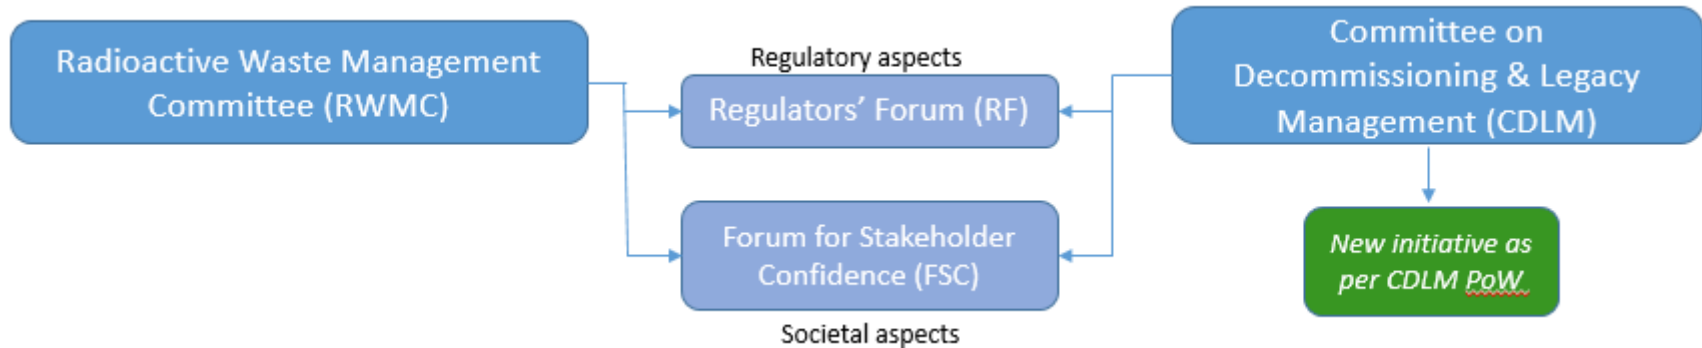 Radioactive Waste Management
Committee (RWMC)
Regulatory aspects
Regulators’ Forum (RF)
Forum for Stakeholder
Confidence (FSC)
Societal aspects
Committee on
Decommissioning & Legacy
Management (CDLM)
New initiative as
per CDLM PoW